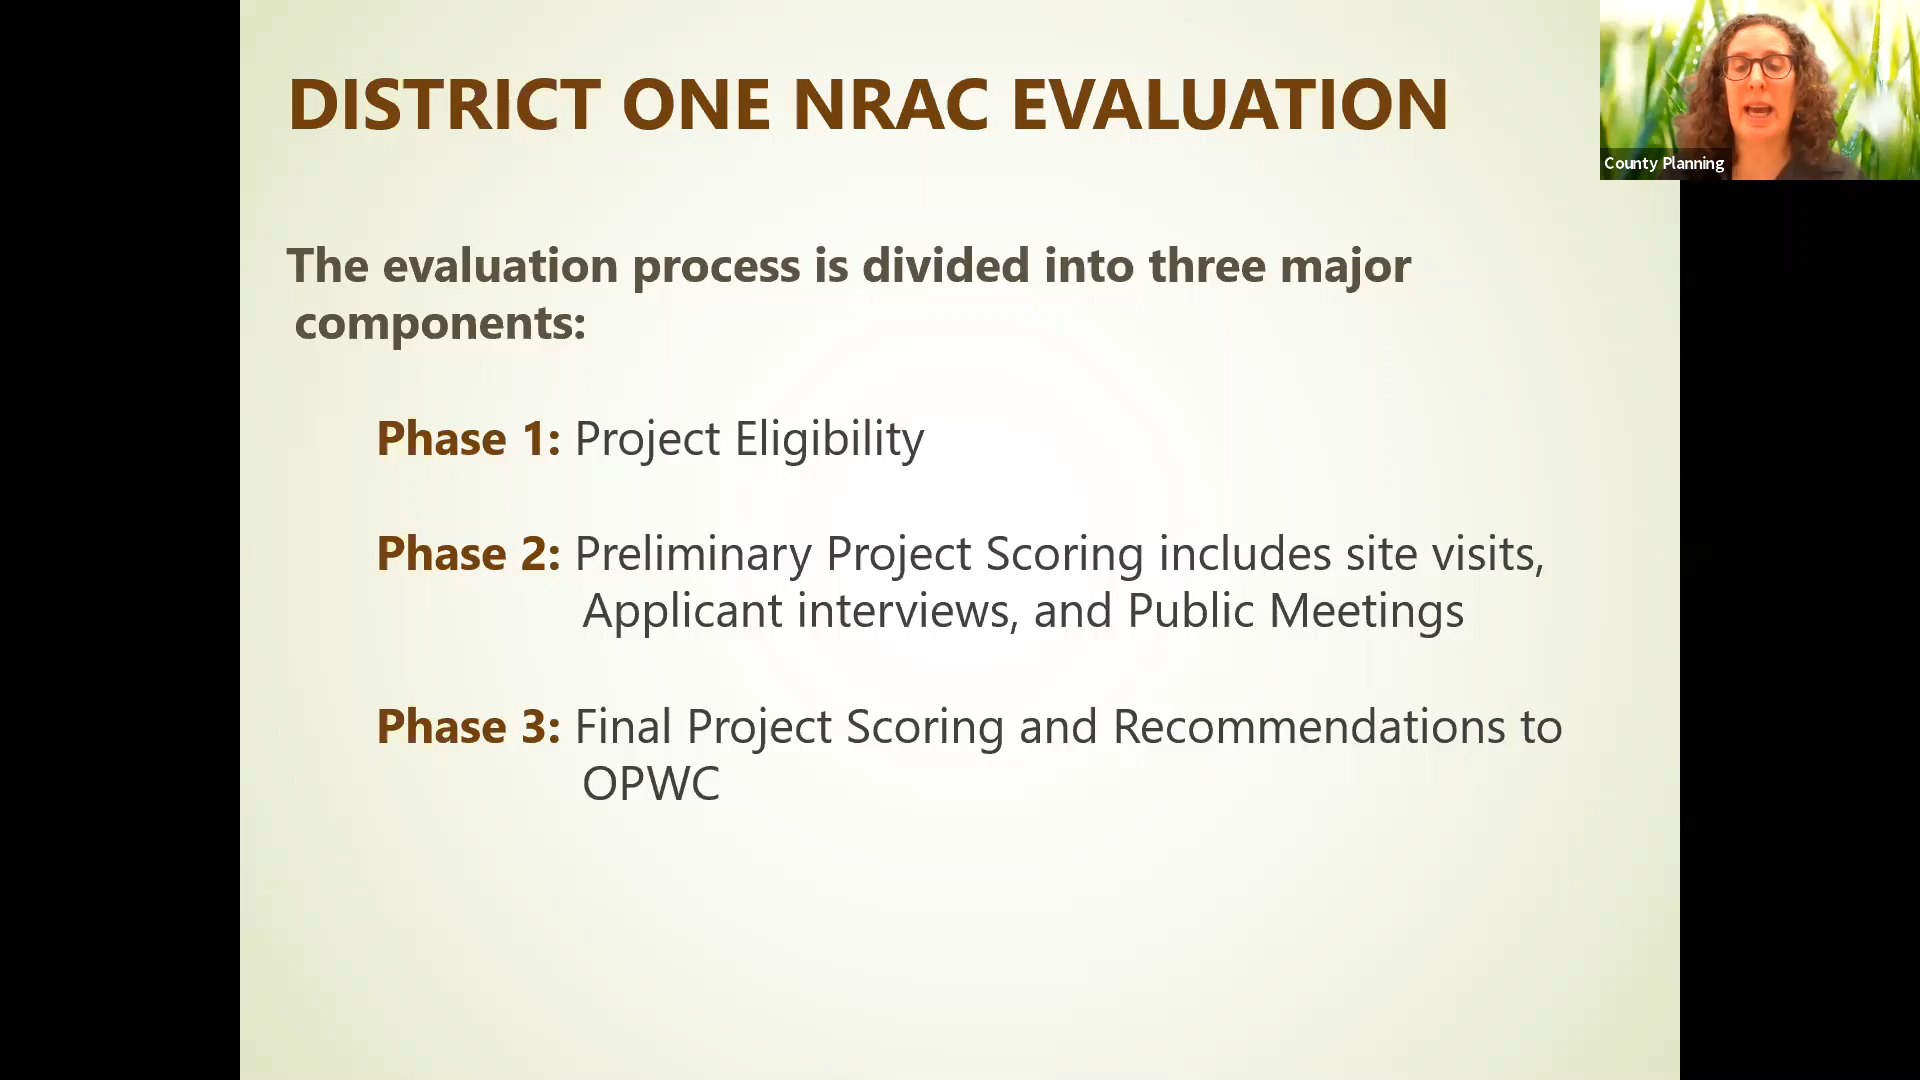 DISTRICT ONE NRAC EVALUATION
County Planning
The evaluation process is divided into three major
components:
Phase 1: Project Eligibility
Phase 2: Preliminary Project Scoring includes site visits,
Applicant interviews, and Public Meetings
Phase 3: Final Project Scoring and Recommendations to
OPWC